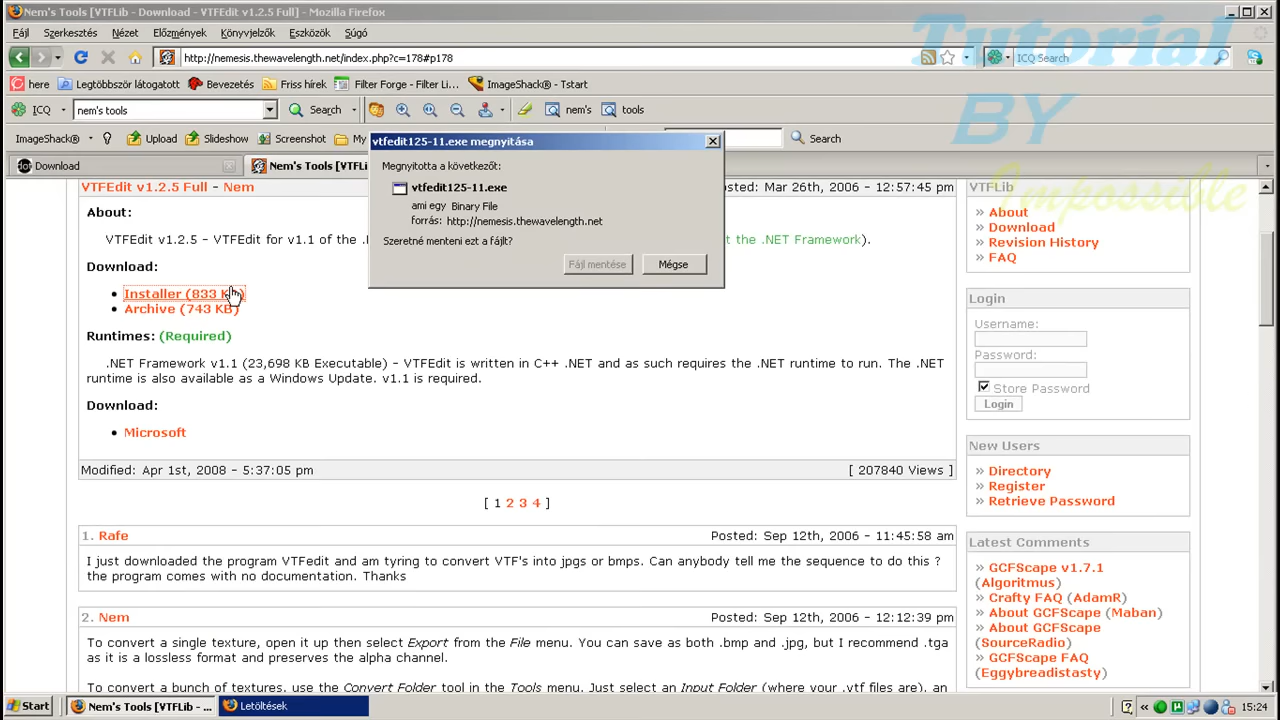 Nem's Tools [VTFLib - Download - VTFEdit v1.2.5 Full] - Mozilla Firefox
Tutorial
BY
Impossible
Fájl Szerkesztés Nézet Előzmények Könyvjelzők Eszközök Súgó
http://nemesis.thewavelength.net/index.php?c=178#p178
ICQ Search
here Legtöbbször látogatott Bevezetés Friss hírek Filter Forge - Filter Li... ImageShack® - Tstart
ICQ nem's tools Search nem's tools
ImageShack® Upload Slideshow Screenshot My Search
Download
Nem's Tools [VTFLi
vtfedit125-11.exe megnyitása
Megnyitotta a következőt:
vtfedit125-11.exe
ami egy Binary File
forrás: http://nemesis.thewavelength.net
Szeretné menteni ezt a fájlt?
Fájl mentése Mégse
VTFEdit v1.2.5 Full - Nem
osted: Mar 26th, 2006 - 12:57:45 pm
About:
VTFEdit v1.2.5 - VTFEdit for v1.1 of the .
t the .NET Framework).
Download:
Installer (833 K )
Archive (743 KB)
Runtimes: (Required)
.NET Framework v1.1 (23,698 KB Executable) - VTFEdit is written in C++ .NET and as such requires the .NET runtime to run. The .NET
runtime is also available as a Windows Update. v1.1 is required.
Download:
Microsoft
Modified: Apr 1st, 2008 - 5:37:05 pm [ 207840 Views ]
[ 1 2 3 4 ]
1. Rafe Posted: Sep 12th, 2006 - 11:45:58 am
I just downloaded the program VTFedit and am tyring to convert VTF's into jpgs or bmps. Can anybody tell me the sequence to do this ?
the program comes with no documentation. Thanks
2. Nem Posted: Sep 12th, 2006 - 12:12:39 pm
To convert a single texture, open it up then select Export from the File menu. You can save as both .bmp and .jpg, but I recommend .tga
as it is a lossless format and preserves the alpha channel.
To convert a bunch of textures, use the Convert Folder tool in the Tools menu. Just select an Input Folder (where your .vtf files are), an
VTFLib
» About
» Download
» Revision History
» FAQ
Login
Username:
Password:
Store Password
Login
New Users
» Directory
» Register
» Retrieve Password
Latest Comments
» GCFScape v1.7.1
(Algoritmus)
» Crafty FAQ (AdamR)
» About GCFScape (Maban)
» About GCFScape
(SourceRadio)
» GCFScape FAQ
(Eggybreadistasty)
Start Nem's Tools [VTFLib - ... Letöltések 15:24